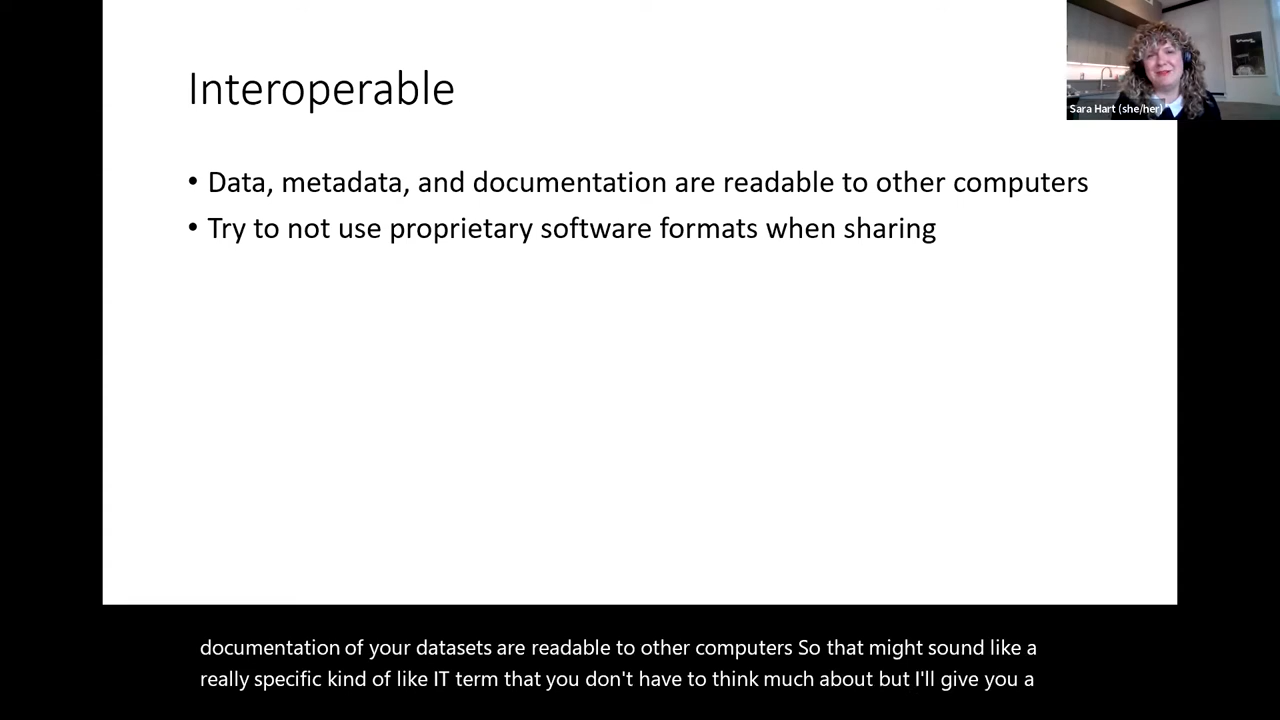 Interoperable
Sara Hart (she/her)
• Data, metadata, and documentation are readable to other computers
• Try to not use proprietary software formats when sharing
documentation of your datasets are readable to other computers So that might sound like a
really specific kind of like IT term that you don't have to think much about but I'll give you a